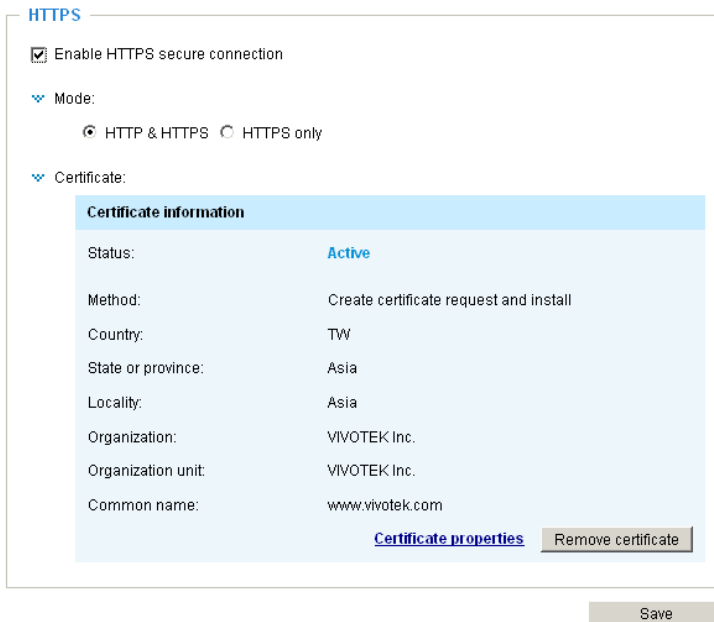 HTTPS
Enable HTTPS secure connection
Mode:
HTTP & HTTPS HTTPS only
Certificate:
Certificate information
Status: Active
Method: Create certificate request and install
Country: TW
State or province: Asia
Locality: Asia
Organization: VIVOTEK Inc.
Organization unit: VIVOTEK Inc.
Common name: www.vivotek.com
Certificate properties Remove certificate
Save